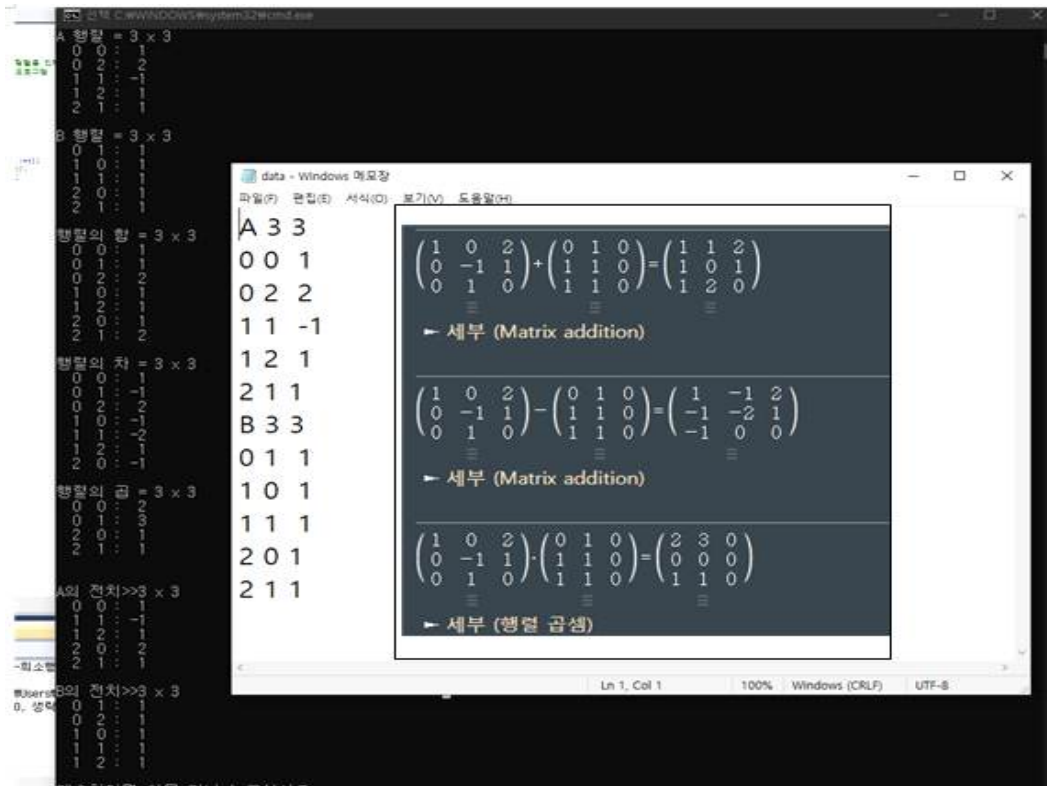 선택 C:\WINDOWS\system32\cmd.exe
A 행렬 = 3 x 3
0 0 : 1
0 2 : 2
1 1 : -1
1 2 : 1
2 1 : 1
B 행렬 = 3 x 3
0 1 : 1
1 0 : 1
1 1 : 1
2 0 : 1
2 1 : 1
행렬의 합 = 3 x 3
0 0 : 1
0 1 : 1
0 2 : 2
1 0 : 1
1 2 : 1
2 0 : 1
2 1 : 2
행렬의 차 = 3 x 3
0 0 : 1
0 1 : -1
0 2 : 2
1 0 : -1
1 1 : -2
1 2 : 1
2 0 : -1
행렬의 곱 = 3 x 3
0 0 : 2
0 1 : 3
2 0 : 1
2 1 : 1
A의 전치>>3 x 3
0 0 : 1
1 1 : -1
1 2 : 1
2 0 : 2
2 1 : 1
B의 전치>>3 x 3
0 1 : 1
0 2 : 1
1 0 : 1
1 1 : 1
1 2 : 1
data - Windows 메모장
파일(F) 편집(E) 서식(O) 보기(V) 도움말(H)
A 3 3
0 0 1
0 2 2
1 1 -1
1 2 1
2 1 1
B 3 3
0 1 1
1 0 1
1 1 1
2 0 1
2 1 1
1 0 2 0 1 0 1 1 2
0 -1 1 + 1 1 0 = 1 0 1
0 1 0 1 1 0 1 2 0
► 세부 (Matrix addition)
1 0 2 0 1 0 1 -1 2
0 -1 1 − 1 1 0 = -1 -2 1
0 1 0 1 1 0 -1 0 0
► 세부 (Matrix addition)
1 0 2 0 1 0 2 3 0
0 -1 1 · 1 1 0 = 0 0 0
0 1 0 1 1 0 1 1 0
► 세부 (행렬 곱셈)
Ln 1, Col 1 100% Windows (CRLF) UTF-8